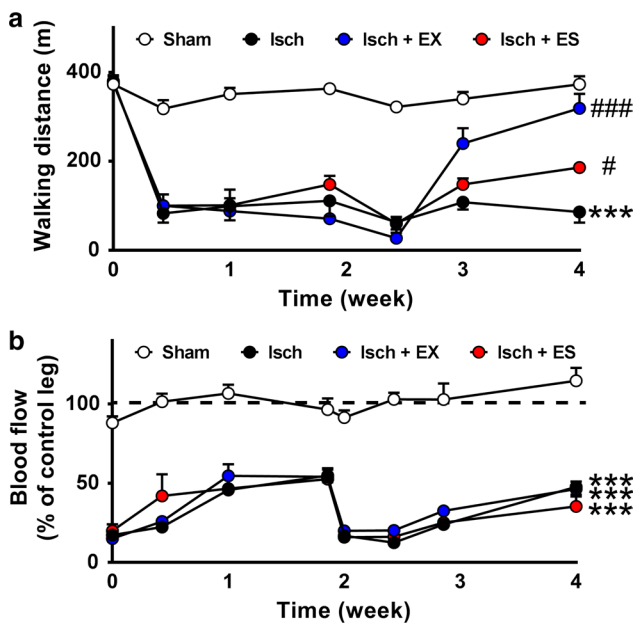 a
Sham Isch Isch + EX Isch + ES
Walking distance (m)
400
200
0
###
#
***
0 1 2 3 4
Time (week)
b
Sham Isch Isch + EX Isch + ES
Blood flow
(% of control leg)
100
50
0
***
***
***
0 1 2 3 4
Time (week)